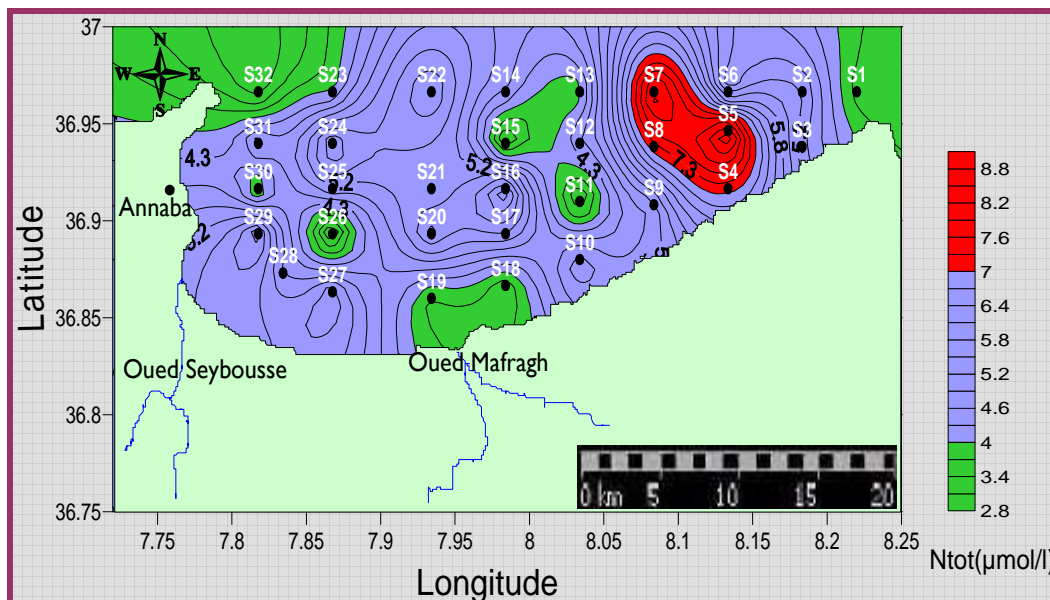 37
36.95
36.9
36.85
36.8
36.75
Latitude
N
W E
S
S32 S23 S22 S14 S13 S7 S6 S2 S1
S31 S24 S15 S12 S8 S5 S3
S30 S25 S21 S16 S11 S9 S4
S29 S26 S20 S17 S10
S28 S27 S19 S18
4.3
5.2
4.3
5.2
4.3
7.3
5.8
5.2
Annaba
Oued Seybousse
Oued Mafragh
0 km 5 10 15 20
7.75 7.8 7.85 7.9 7.95 8 8.05 8.1 8.15 8.2 8.25
Longitude
8.8
8.2
7.6
7
6.4
5.8
5.2
4.6
4
3.4
2.8
Ntot(µmol/l)